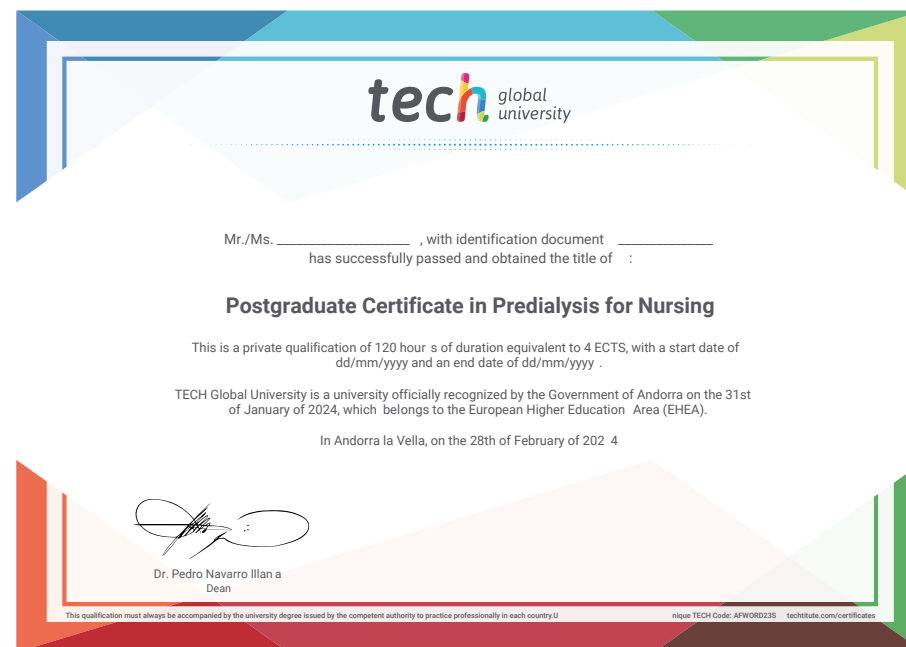 tech global university
Mr./Ms. _____________________ , with identification document _______________
has successfully passed and obtained the title of :
Postgraduate Certificate in Predialysis for Nursing
This is a private qualification of 120 hour s of duration equivalent to 4 ECTS, with a start date of
dd/mm/yyyy and an end date of dd/mm/yyyy .
TECH Global University is a university officially recognized by the Government of Andorra on the 31st
of January of 2024, which belongs to the European Higher Education Area (EHEA).
In Andorra la Vella, on the 28th of February of 202 4
Dr. Pedro Navarro Illan a
Dean
This qualification must always be accompanied by the university degree issued by the competent authority to practice professionally in each country.U nique TECH Code: AFWORD23S techtitute.com/certificates